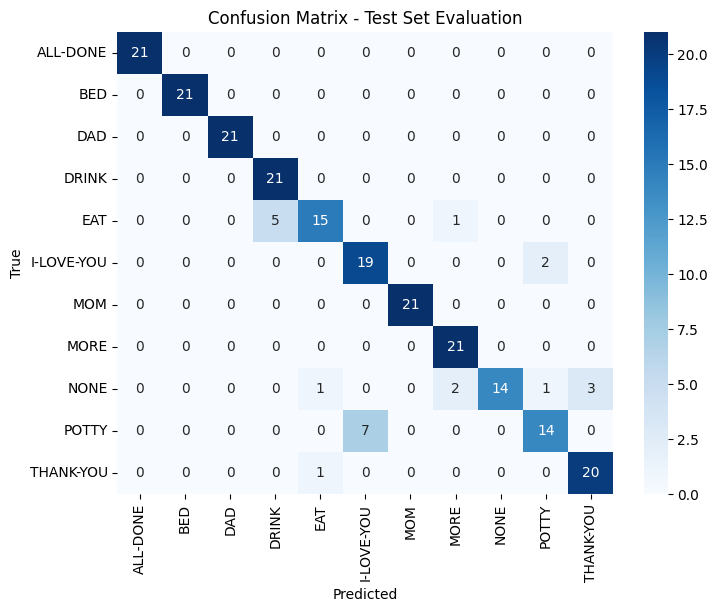 Confusion Matrix - Test Set Evaluation
ALL-DONE 21 0 0 0 0 0 0 0 0 0 0
BED 0 21 0 0 0 0 0 0 0 0 0
DAD 0 0 21 0 0 0 0 0 0 0 0
DRINK 0 0 0 21 0 0 0 0 0 0 0
EAT 0 0 0 5 15 0 0 1 0 0 0
I-LOVE-YOU 0 0 0 0 0 19 0 0 0 2 0
MOM 0 0 0 0 0 0 21 0 0 0 0
MORE 0 0 0 0 0 0 0 21 0 0 0
NONE 0 0 0 0 1 0 0 2 14 1 3
POTTY 0 0 0 0 0 7 0 0 0 14 0
THANK-YOU 0 0 0 0 1 0 0 0 0 0 20
True
ALL-DONE BED DAD DRINK EAT I-LOVE-YOU MOM MORE NONE POTTY THANK-YOU
Predicted
20.0
17.5
15.0
12.5
10.0
7.5
5.0
2.5
0.0